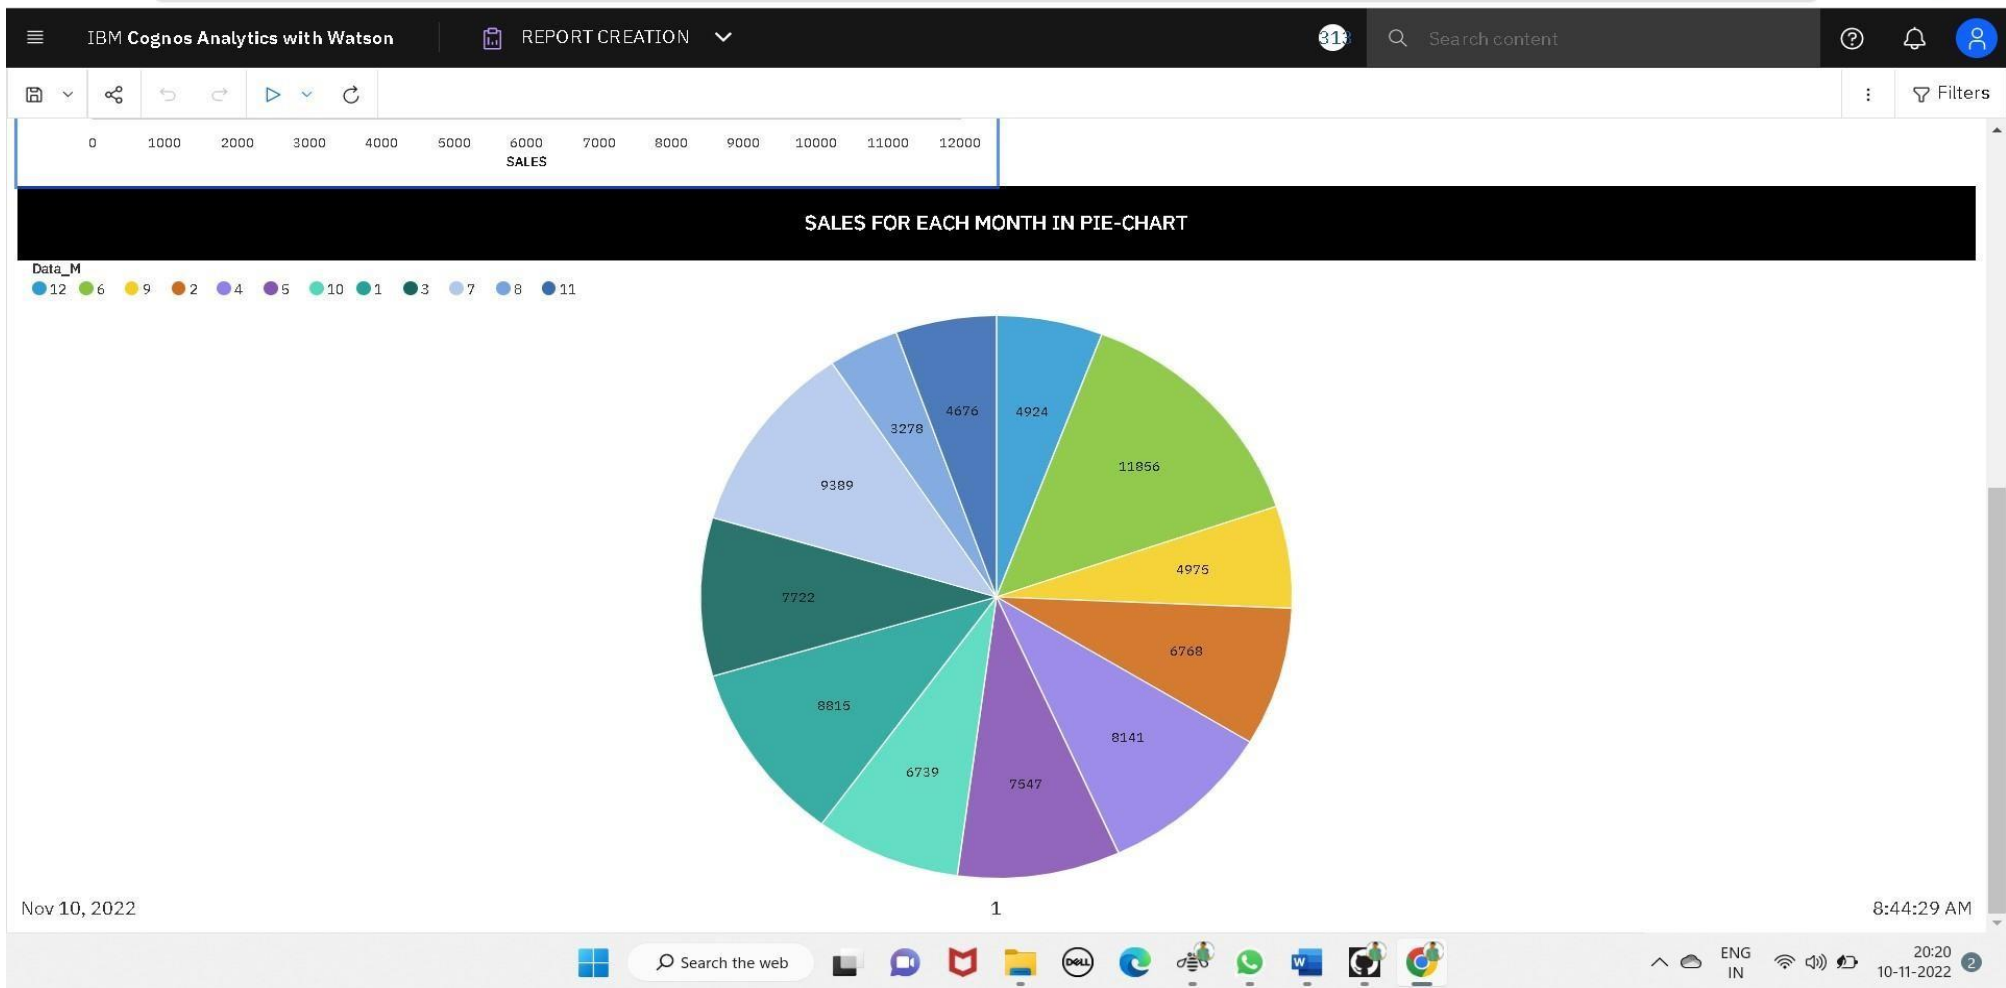 IBM Cognos Analytics with Watson REPORT CREATION 313 Search content
Filters
0 1000 2000 3000 4000 5000 6000 7000 8000 9000 10000 11000 12000
SALES
SALES FOR EACH MONTH IN PIE-CHART
Data_M
12 6 9 2 4 5 10 1 3 7 8 11
4676 4924
3278
11856
9389
4975
7722
6768
8815
8141
6739
7547
Nov 10, 2022 1 8:44:29 AM
Search the web DELL W ENG 20:20
IN 10-11-2022 2